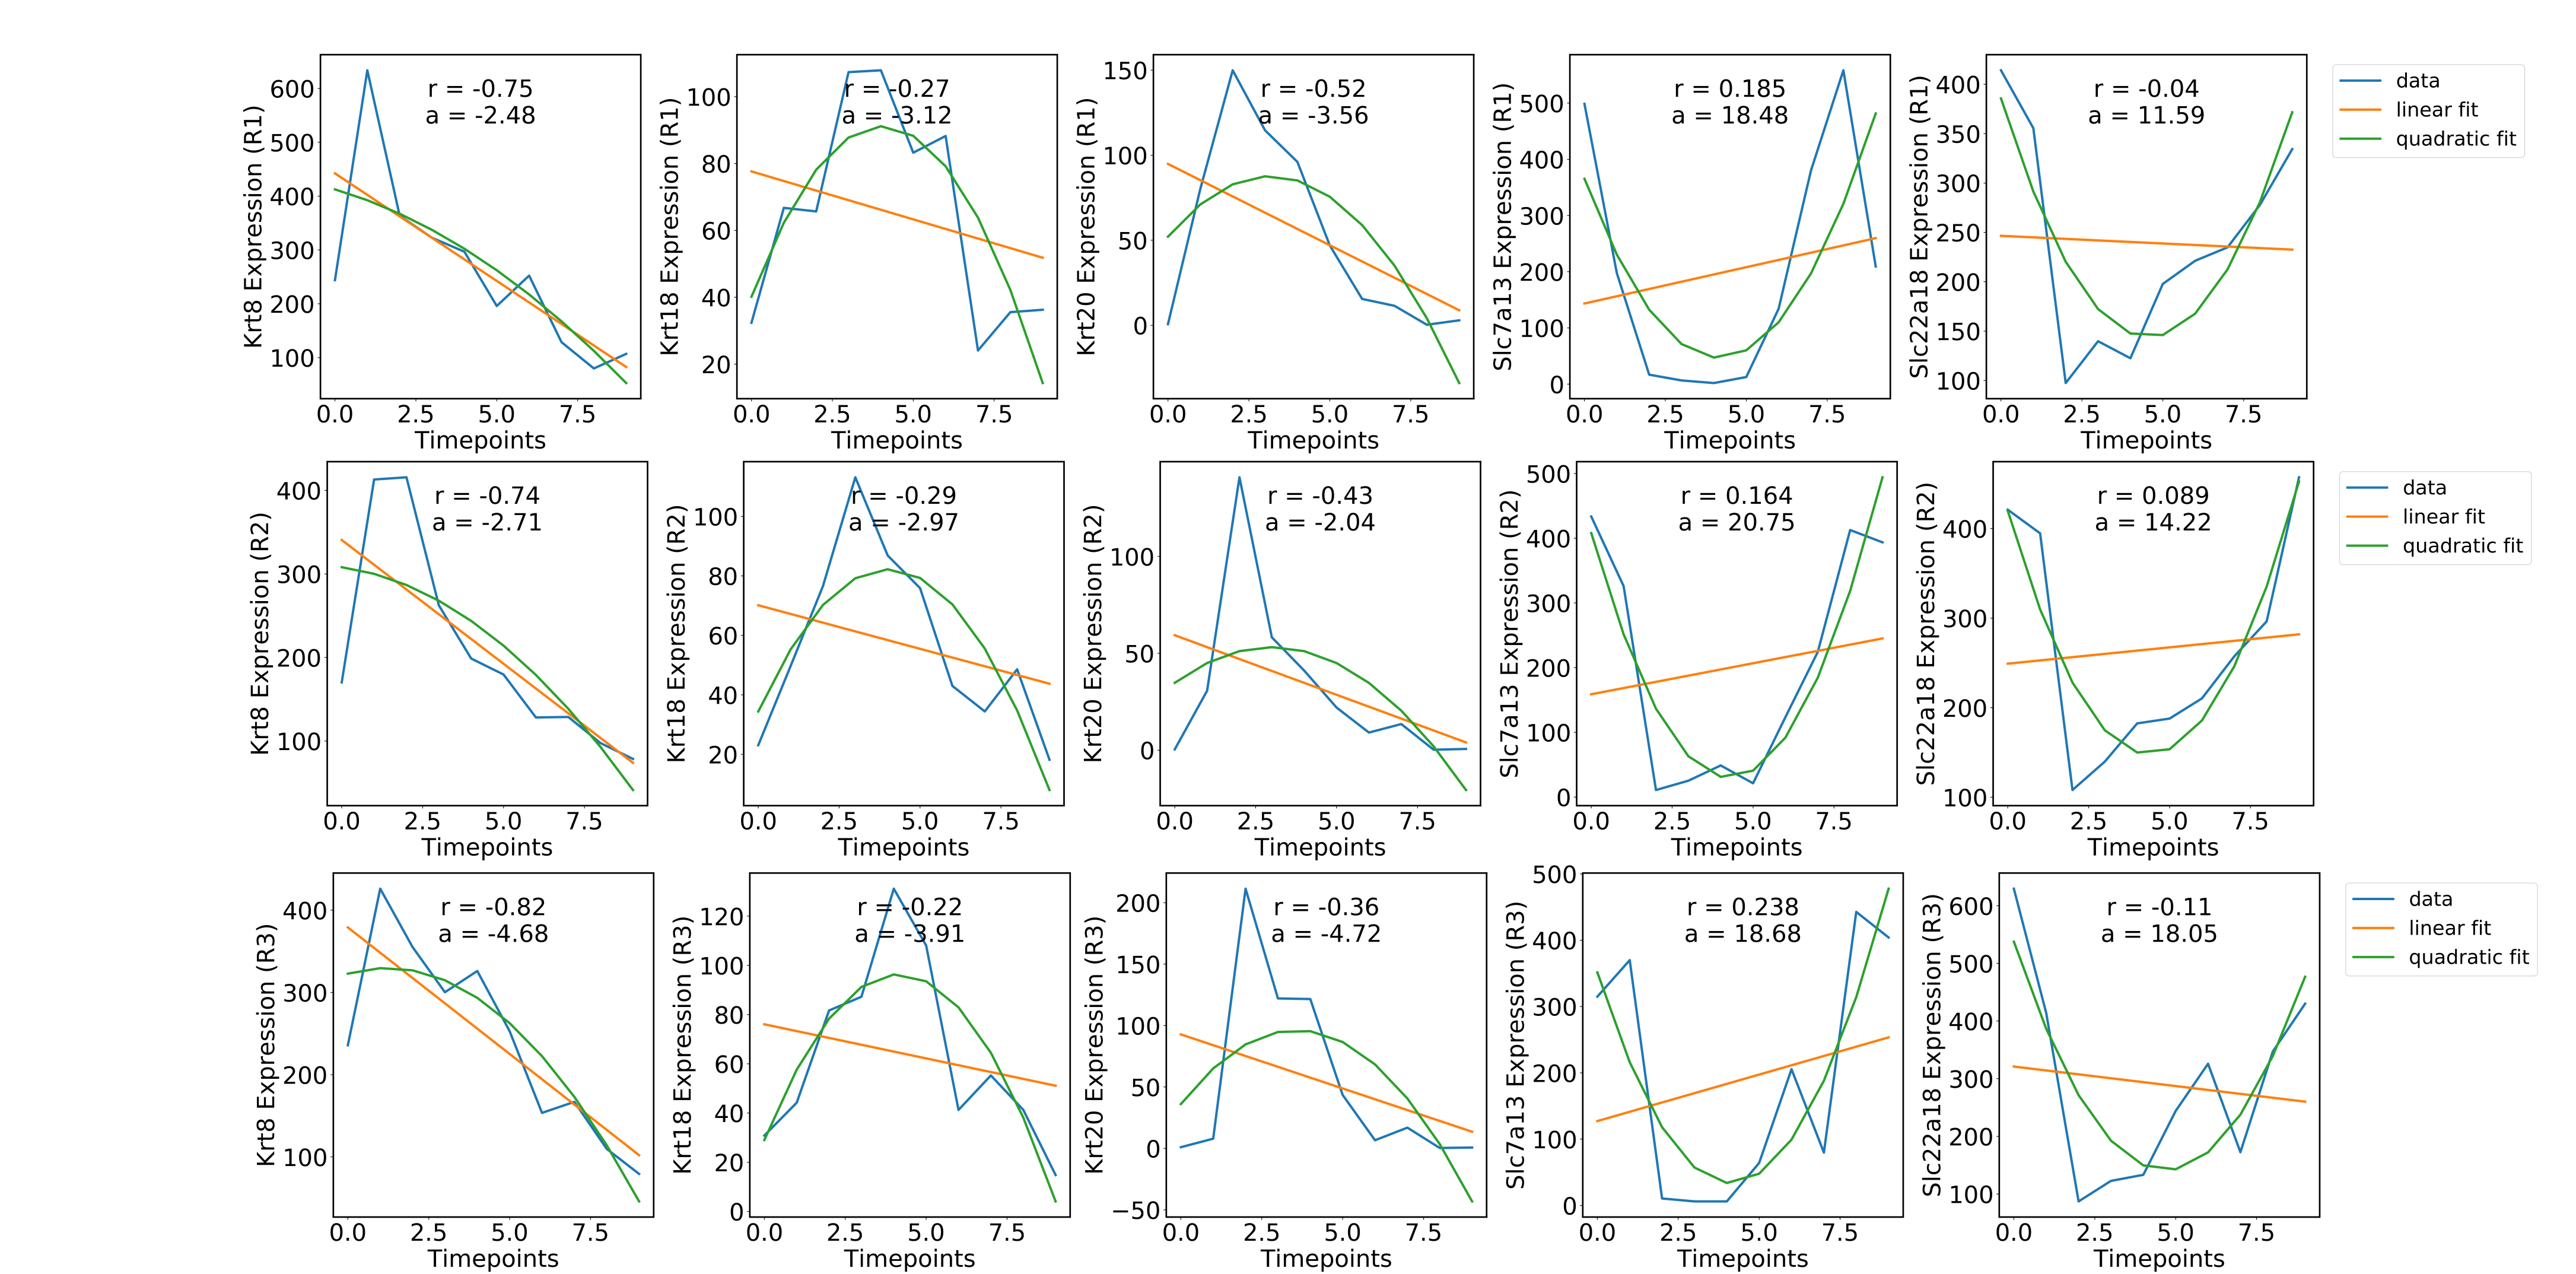 r = -0.75
a = -2.48
600
500
400
300
200
100
0.0 2.5 5.0 7.5
Timepoints
Krt8 Expression (R1)
r = -0.27
a = -3.12
100
80
60
40
20
0.0 2.5 5.0 7.5
Timepoints
Krt18 Expression (R1)
r = -0.52
a = -3.56
150
100
50
0
0.0 2.5 5.0 7.5
Timepoints
Krt20 Expression (R1)
r = 0.185
a = 18.48
500
400
300
200
100
0
0.0 2.5 5.0 7.5
Timepoints
Slc7a13 Expression (R1)
r = -0.04
a = 11.59
400
350
300
250
200
150
100
0.0 2.5 5.0 7.5
Timepoints
Slc22a18 Expression (R1)
data
linear fit
quadratic fit
r = -0.74
a = -2.71
400
300
200
100
0.0 2.5 5.0 7.5
Timepoints
Krt8 Expression (R2)
r = -0.29
a = -2.97
100
80
60
40
20
0.0 2.5 5.0 7.5
Timepoints
Krt18 Expression (R2)
r = -0.43
a = -2.04
100
50
0
0.0 2.5 5.0 7.5
Timepoints
Krt20 Expression (R2)
r = 0.164
a = 20.75
500
400
300
200
100
0
0.0 2.5 5.0 7.5
Timepoints
Slc7a13 Expression (R2)
r = 0.089
a = 14.22
400
300
200
100
0.0 2.5 5.0 7.5
Timepoints
Slc22a18 Expression (R2)
data
linear fit
quadratic fit
r = -0.82
a = -4.68
400
300
200
100
0.0 2.5 5.0 7.5
Timepoints
Krt8 Expression (R3)
r = -0.22
a = -3.91
120
100
80
60
40
20
0
0.0 2.5 5.0 7.5
Timepoints
Krt18 Expression (R3)
r = -0.36
a = -4.72
200
150
100
50
0
−50
0.0 2.5 5.0 7.5
Timepoints
Krt20 Expression (R3)
r = 0.238
a = 18.68
500
400
300
200
100
0
0.0 2.5 5.0 7.5
Timepoints
Slc7a13 Expression (R3)
r = -0.11
a = 18.05
600
500
400
300
200
100
0.0 2.5 5.0 7.5
Timepoints
Slc22a18 Expression (R3)
data
linear fit
quadratic fit